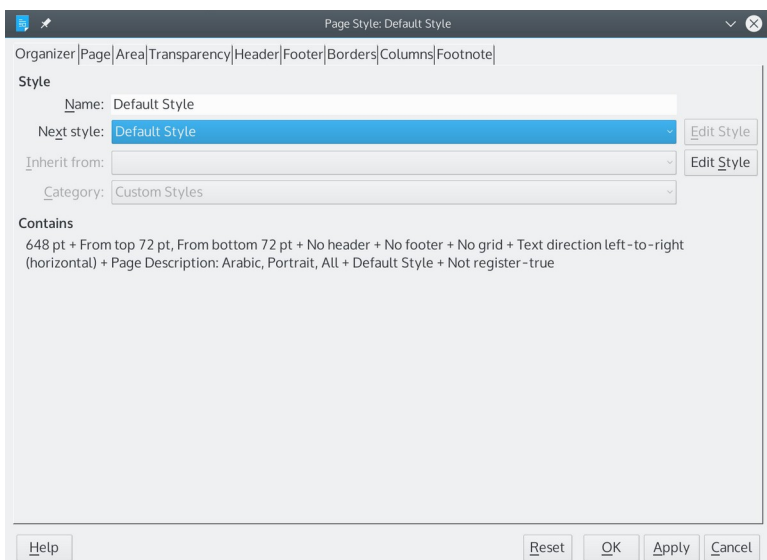 Page Style: Default Style
Organizer Page Area Transparency Header Footer Borders Columns Footnote
Style
Name: Default Style
Next style: Default Style Edit Style
Inherit from: Edit Style
Category: Custom Styles
Contains
648 pt + From top 72 pt, From bottom 72 pt + No header + No footer + No grid + Text direction left-to-right
(horizontal) + Page Description: Arabic, Portrait, All + Default Style + Not register-true
Help Reset OK Apply Cancel